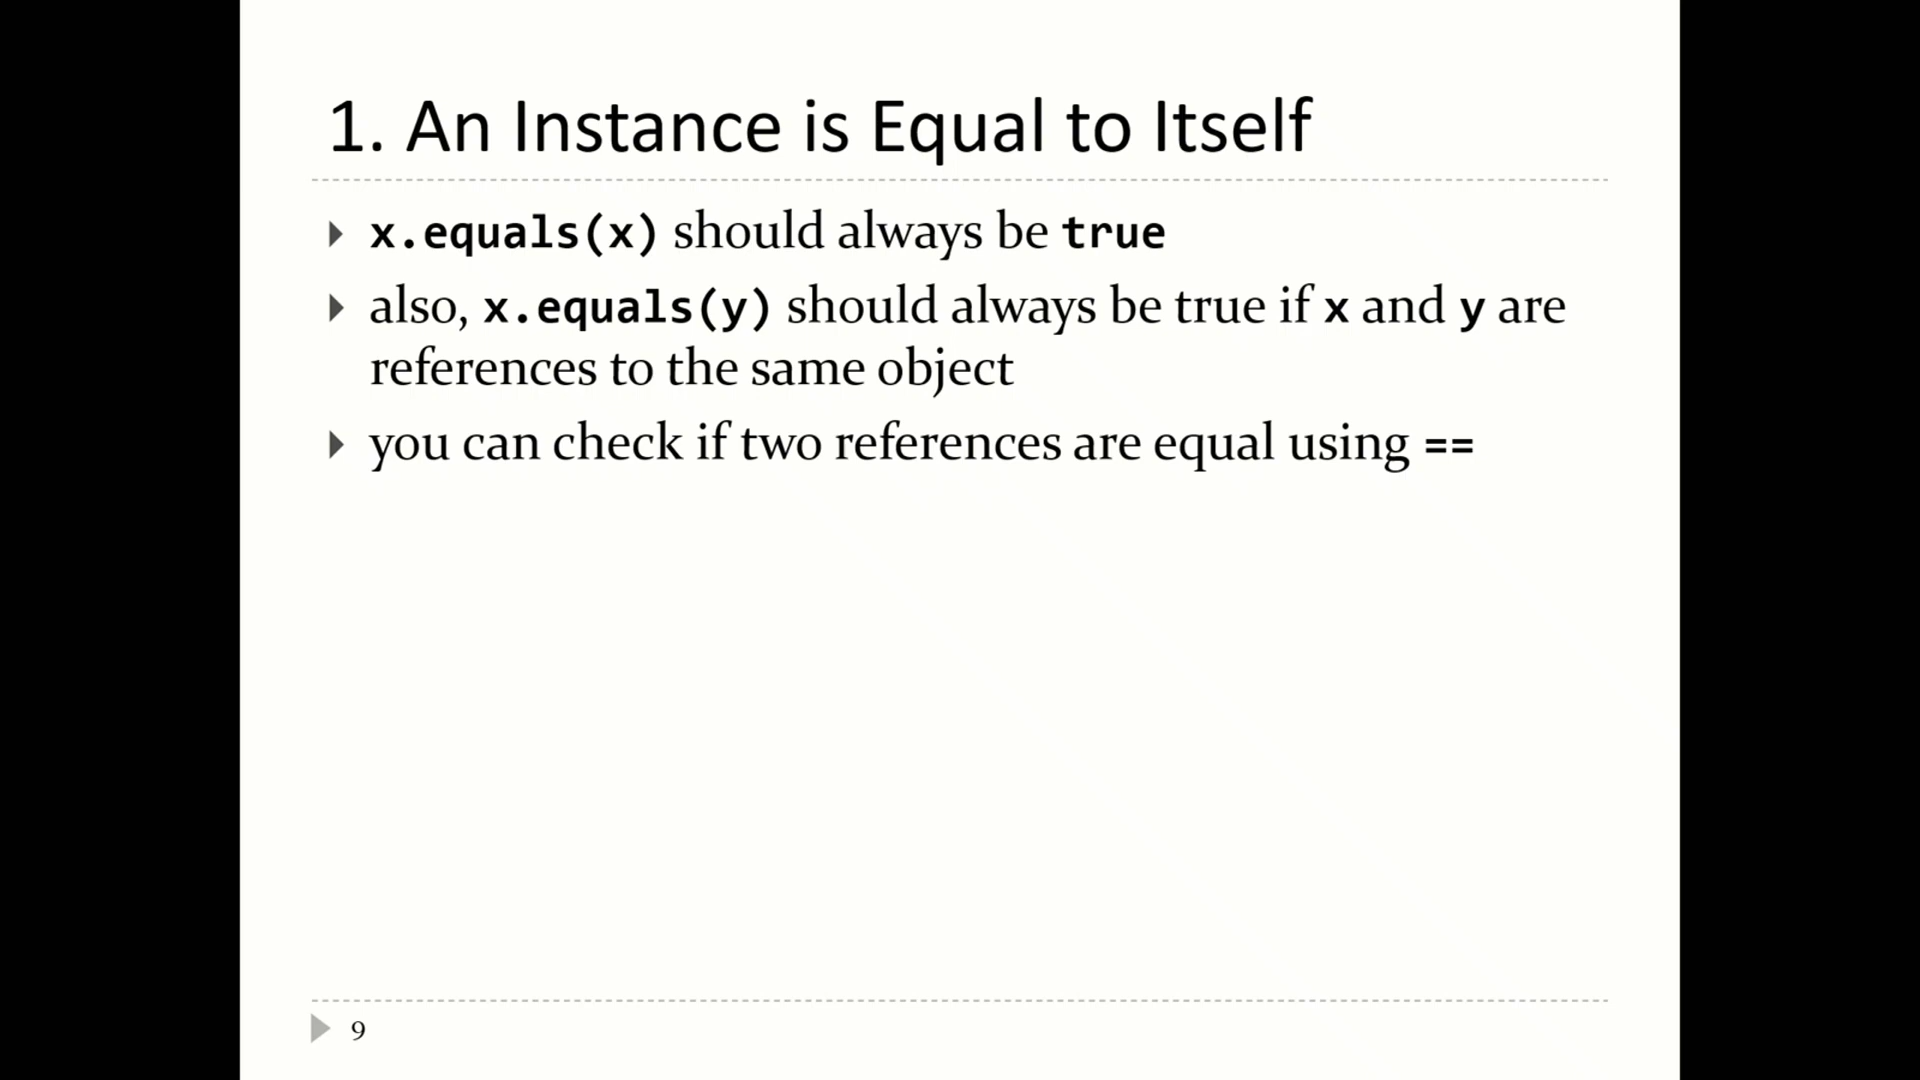 1. An Instance is Equal to Itself
x.equals(x) should always be true
also, x.equals(y) should always be true if x and y are
references to the same object
you can check if two references are equal using ==
9